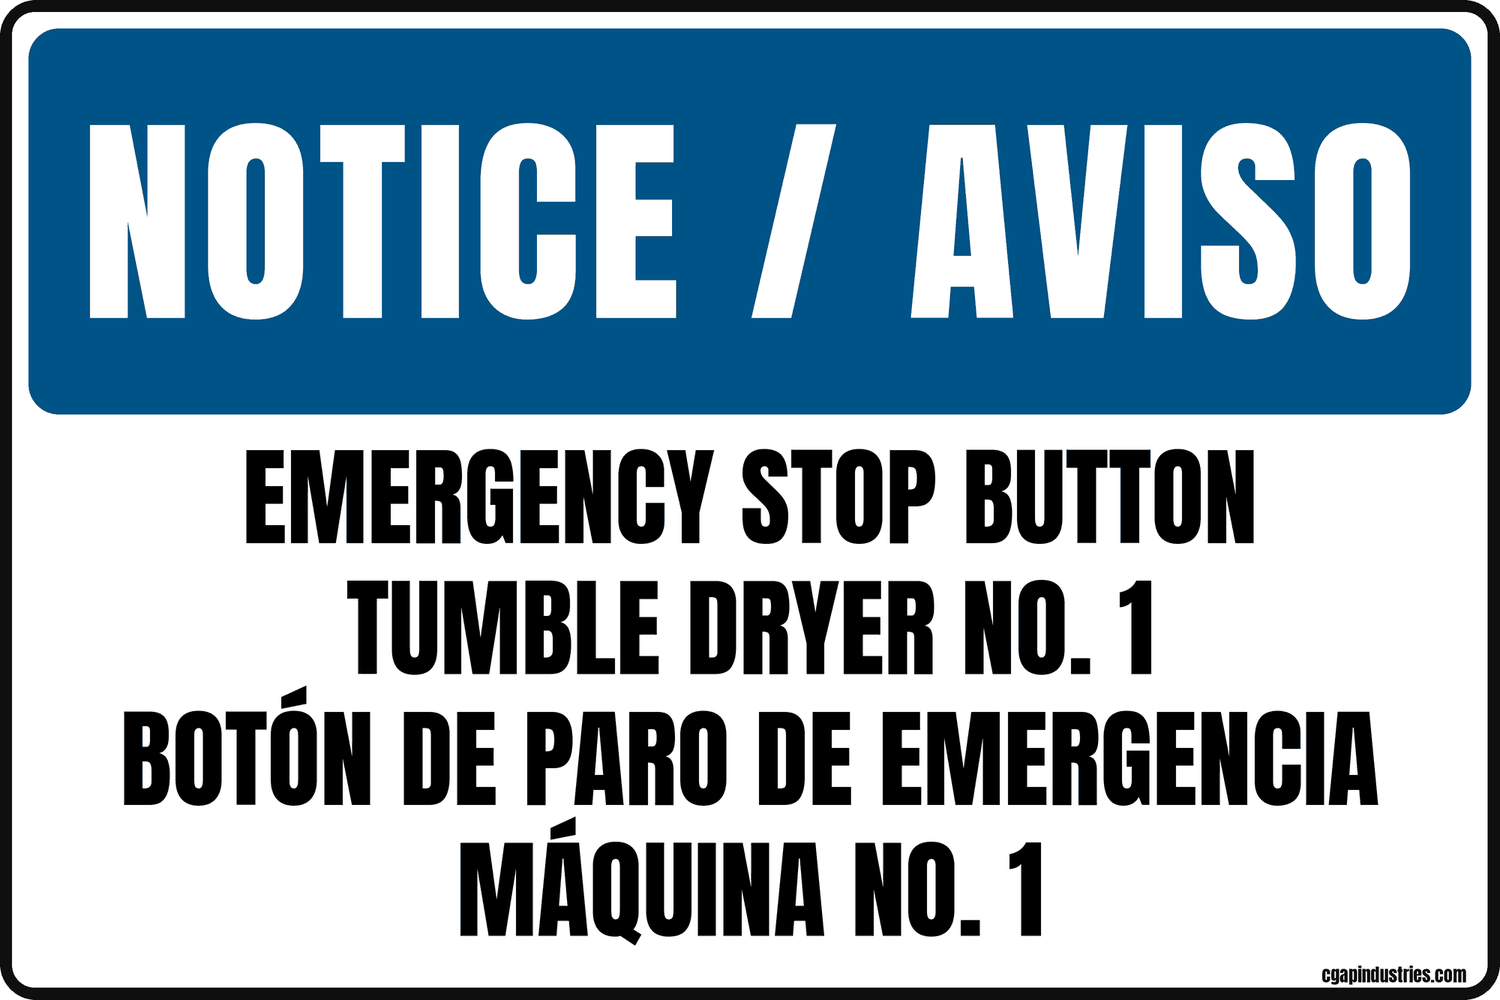 NOTICE / AVISO
EMERGENCY STOP BUTTON
TUMBLE DRYER NO. 1
BOTÓN DE PARO DE EMERGENCIA
MÁQUINA NO. 1
cgapindustries.com